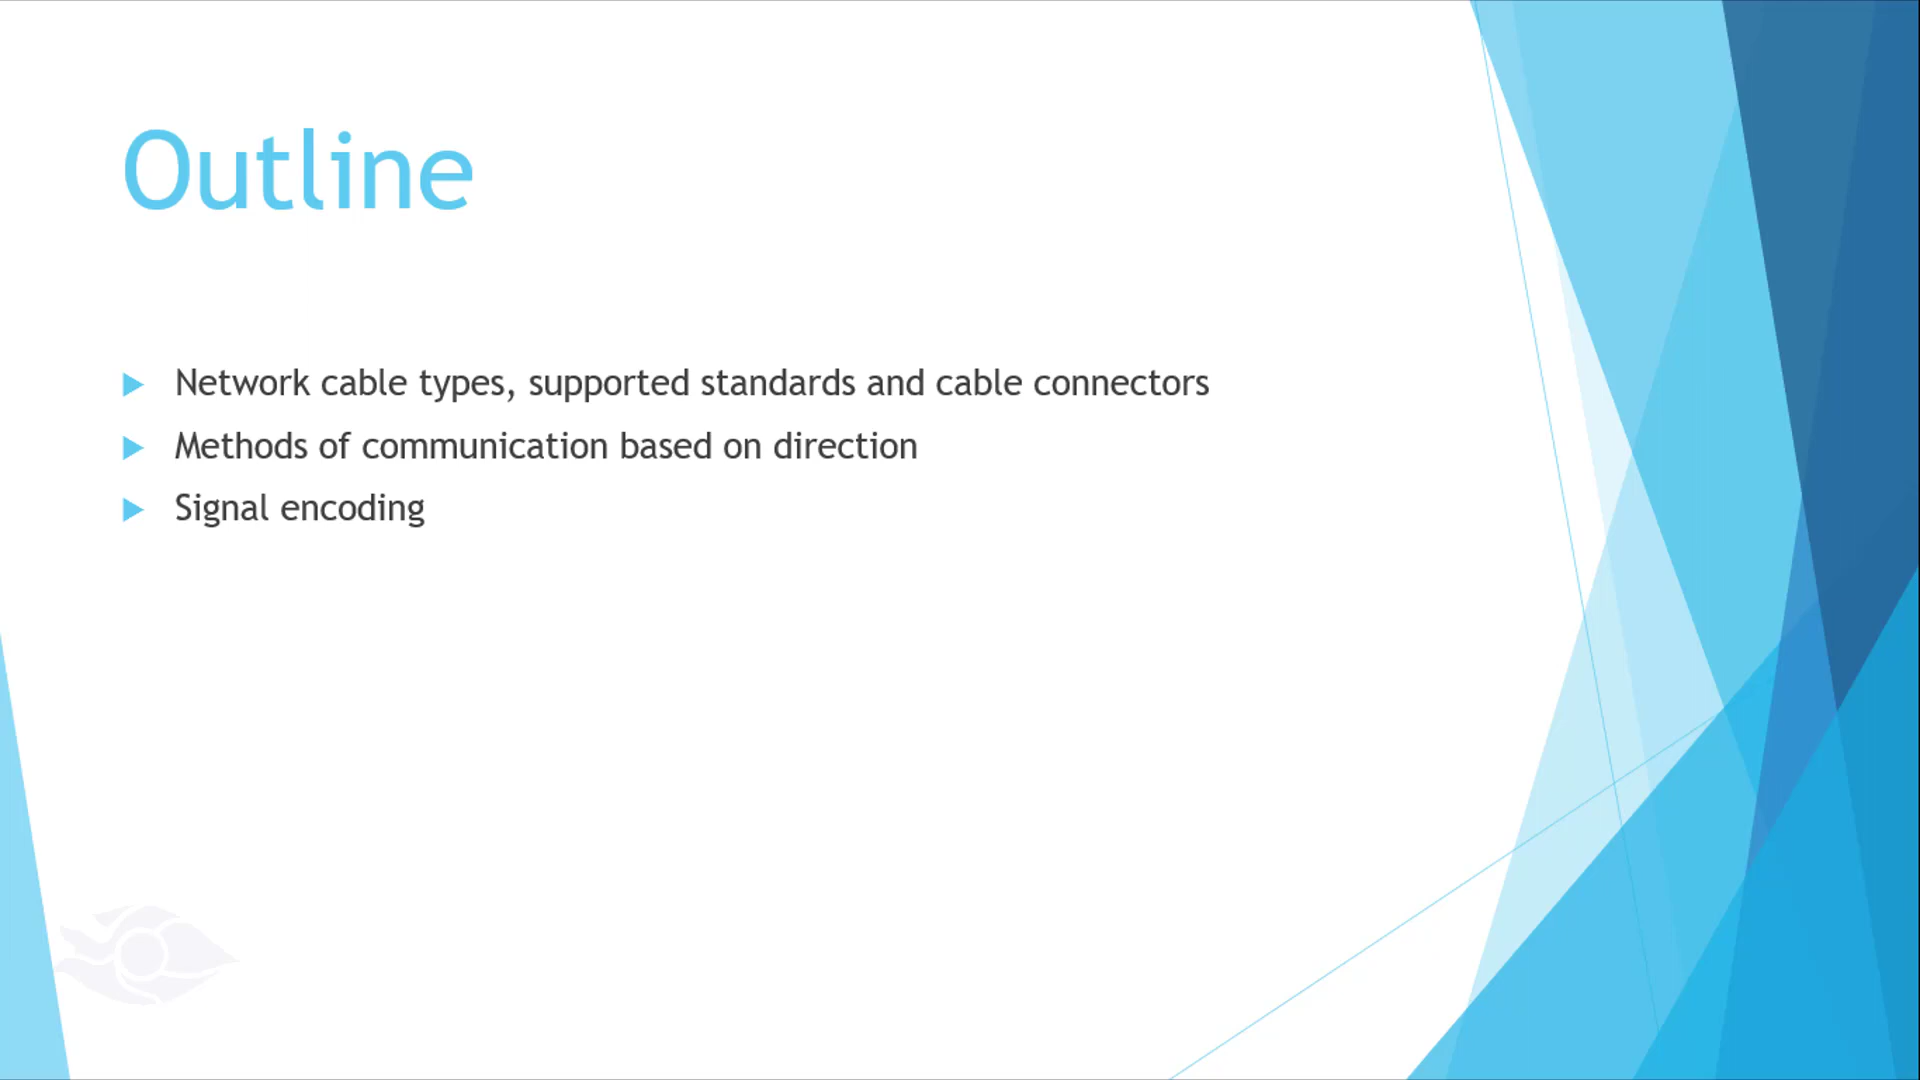 Outline
Network cable types, supported standards and cable connectors
Methods of communication based on direction
Signal encoding